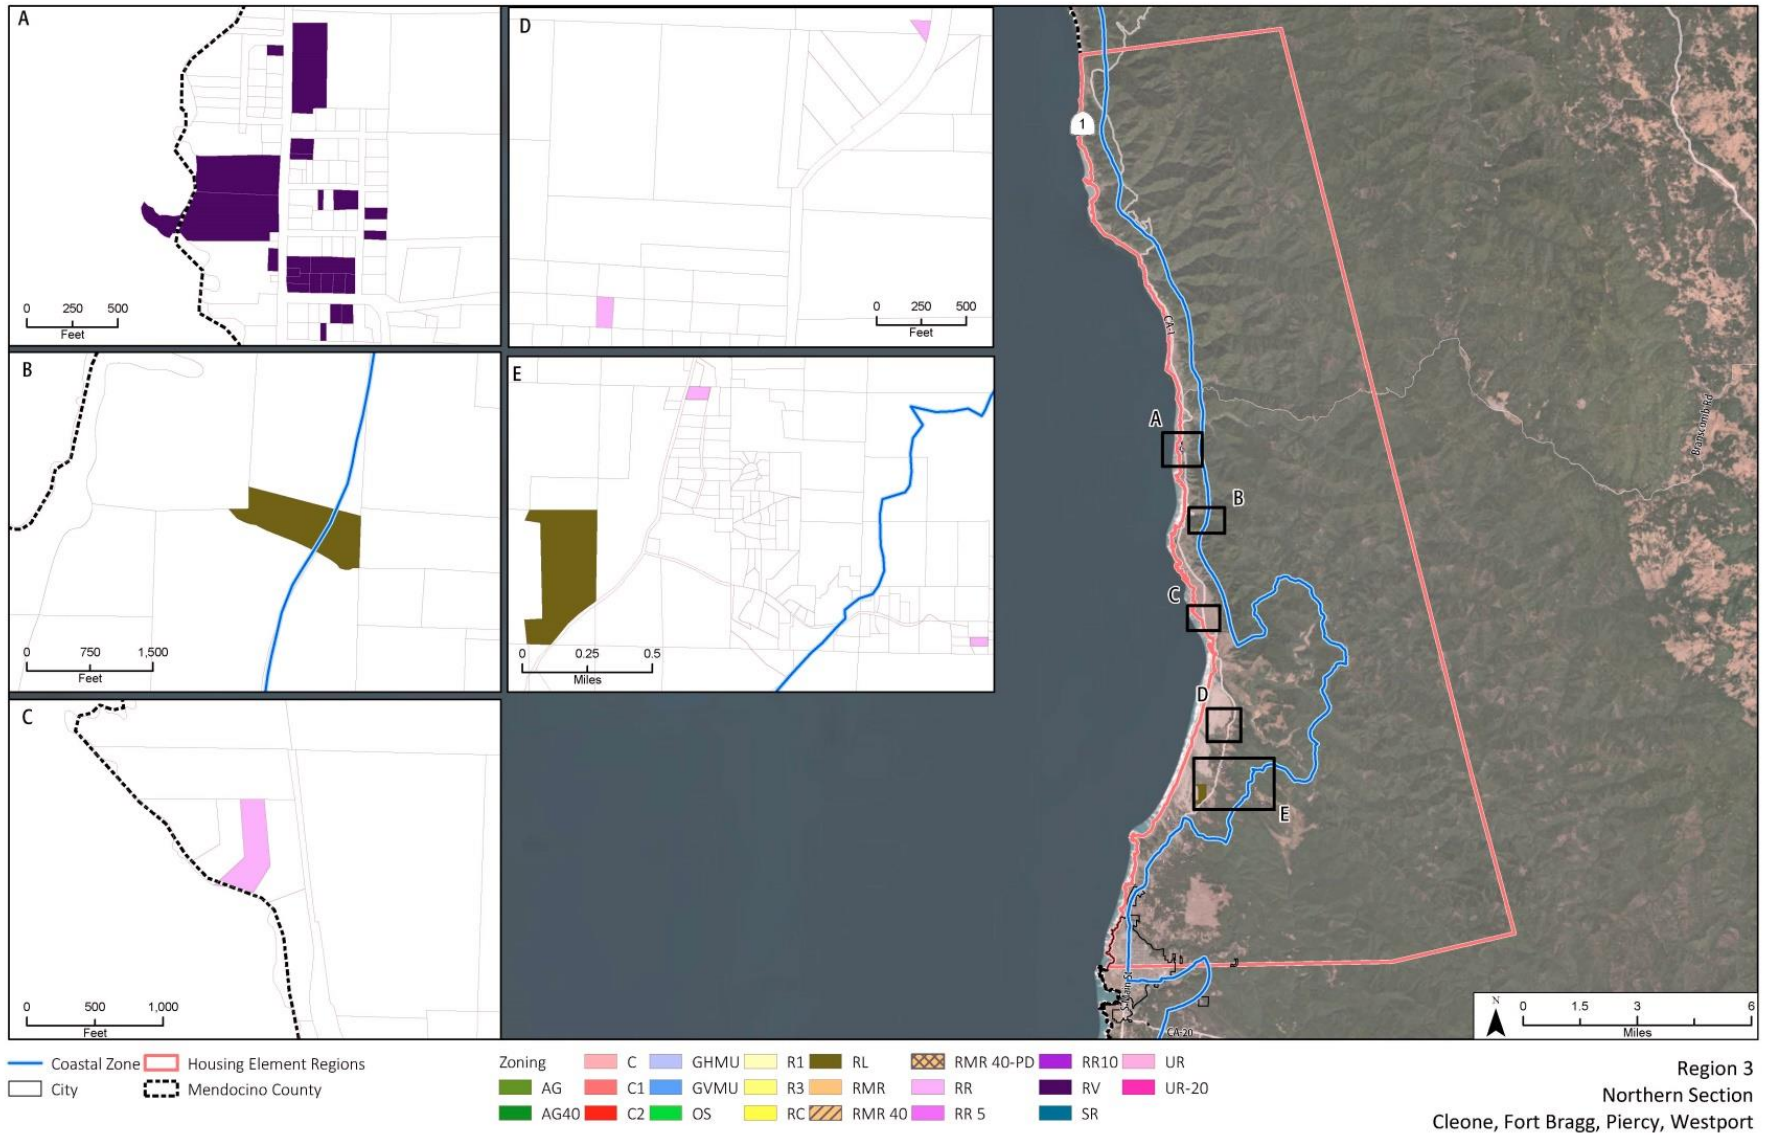 A
0 250 500
Feet
B
0 750 1,500
Feet
C
0 500 1,000
Feet
D
0 250 500
Feet
E
0 0.25 0.5
Miles
1
CA-1
Branscomb Rd
A
B
C
D
E
CA-20
N
0 1.5 3 6
Miles
Coastal Zone
Housing Element Regions
City
Mendocino County
Zoning
AG
AG40
C
C1
C2
GHMU
GVMU
OS
R1
R3
RC
RL
RMR
RMR 40
RMR 40-PD
RR
RR 5
RR10
RV
SR
UR
UR-20
Region 3
Northern Section
Cleone, Fort Bragg, Piercy, Westport